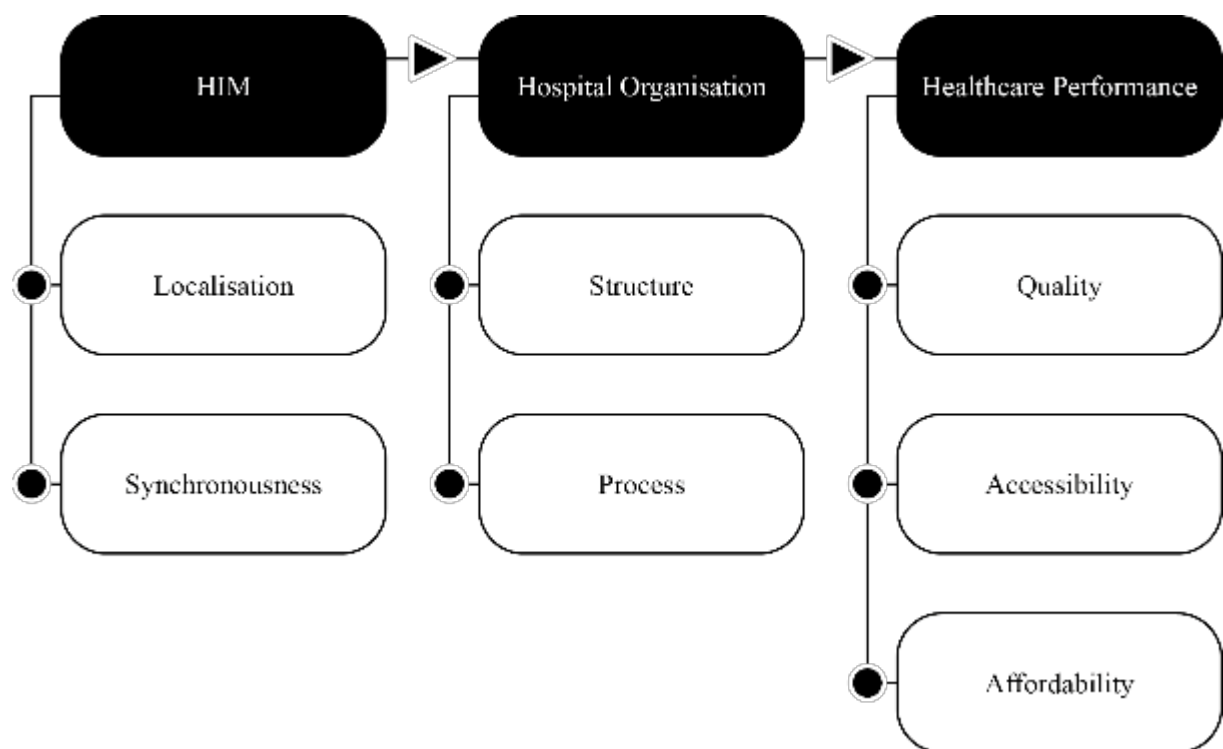 HIM
Hospital Organisation
Healthcare Performance
Localisation
Structure
Quality
Synchronousness
Process
Accessibility
Affordability